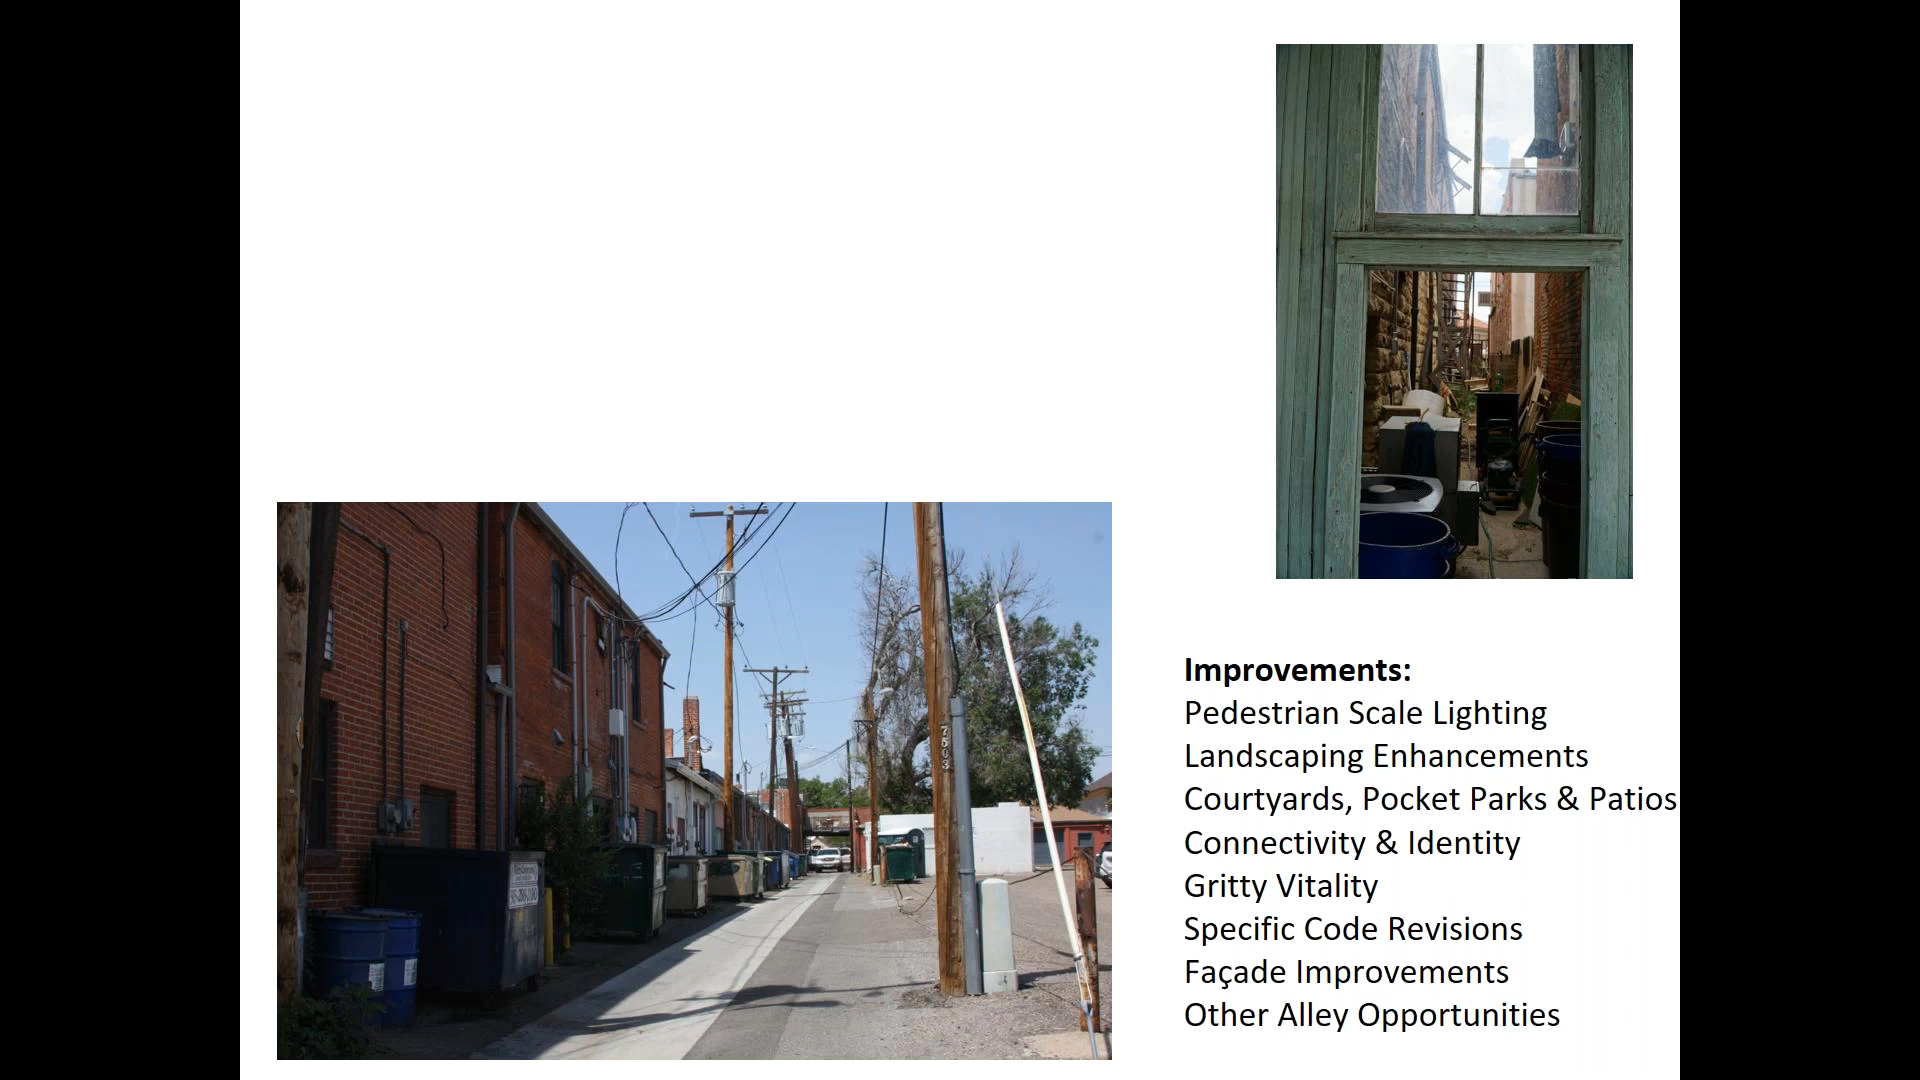 7503
Improvements:
Pedestrian Scale Lighting
Landscaping Enhancements
Courtyards, Pocket Parks & Patios
Connectivity & Identity
Gritty Vitality
Specific Code Revisions
Façade Improvements
Other Alley Opportunities